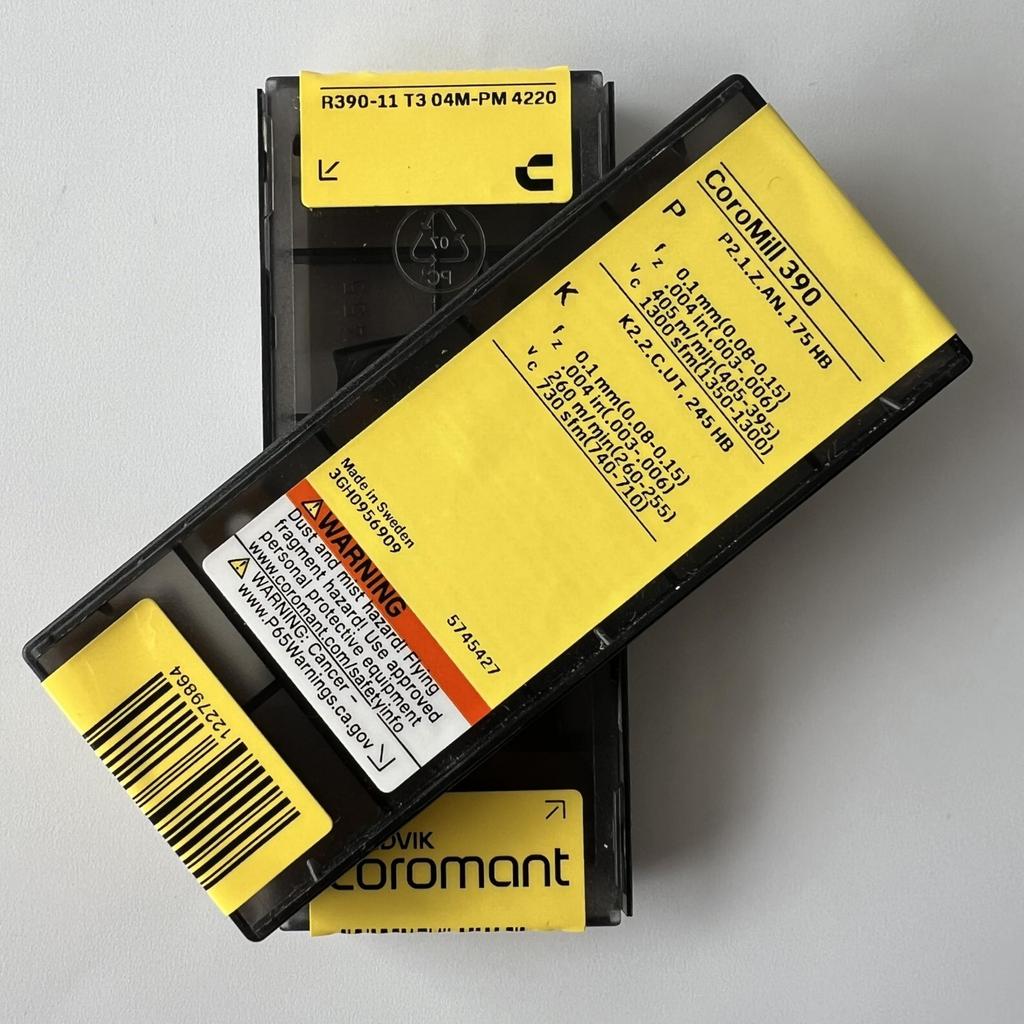 R390-11 T3 04M-PM 4220
07
PC
CoroMill 390
P P2.1.Z.AN, 175 HB
fz 0.1 mm(0.08-0.15)
.004 in(.003-.006)
vc 405 m/min(405-395)
1300 sfm(1350-1300)
K K2.2.C.UT, 245 HB
fz 0.1 mm(0.08-0.15)
.004 in(.003-.006)
vc 260 m/min(260-255)
730 sfm(740-710)
Made in Sweden
3GH0956909
5745427
WARNING
Dust and mist hazard! Flying
fragment hazard! Use approved
personal protective equipment
www.coromant.com/safetyinfo
WARNING: Cancer –
www.P65Warnings.ca.gov
12279864
coromant